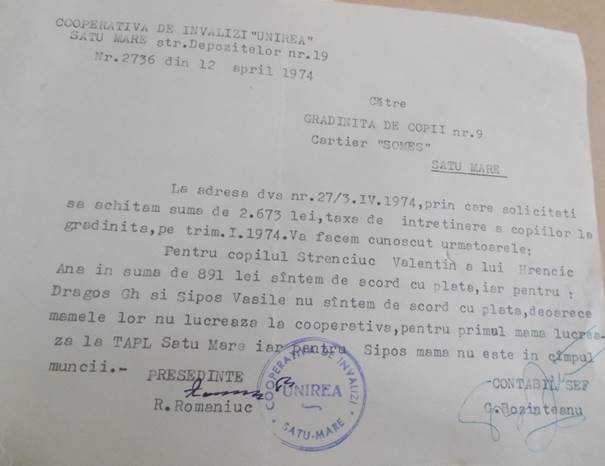 COOPERATIVA DE INVALIZI "UNIREA"
SATU MARE str.Depozitelor nr.19
Nr.2736 din 12 april 1974
Către
GRADINITA DE COPII nr.9
Cartier "SOMES"
SATU MARE
La adresa dvs nr.27/3.IV.1974,prin care solicitati
sa achitam suma de 2.673 lei,taxa de intretinere a copiilor la
gradinita,pe trim.I.1974.Va facem cunoscut urmatoarele:
Pentru copilul Strenciuc Valentin a lui Hrencic
Ana in suma de 891 lei sîntem de acord cu plata,iar pentru :
Dragos Gh si Sipos Vasile nu sîntem de acord cu plata,deoarece
mamele lor nu lucreaza la cooperativa,pentru primul mama lucrea-
za la TAPL Satu Mare iar pentru Sipos mama nu este in cîmpul
muncii.-
PRESEDINTE
R.Romaniuc
COOPERATIVA DE INVALIZI
UNIREA
SATU-MARE
CONTABIL SEF